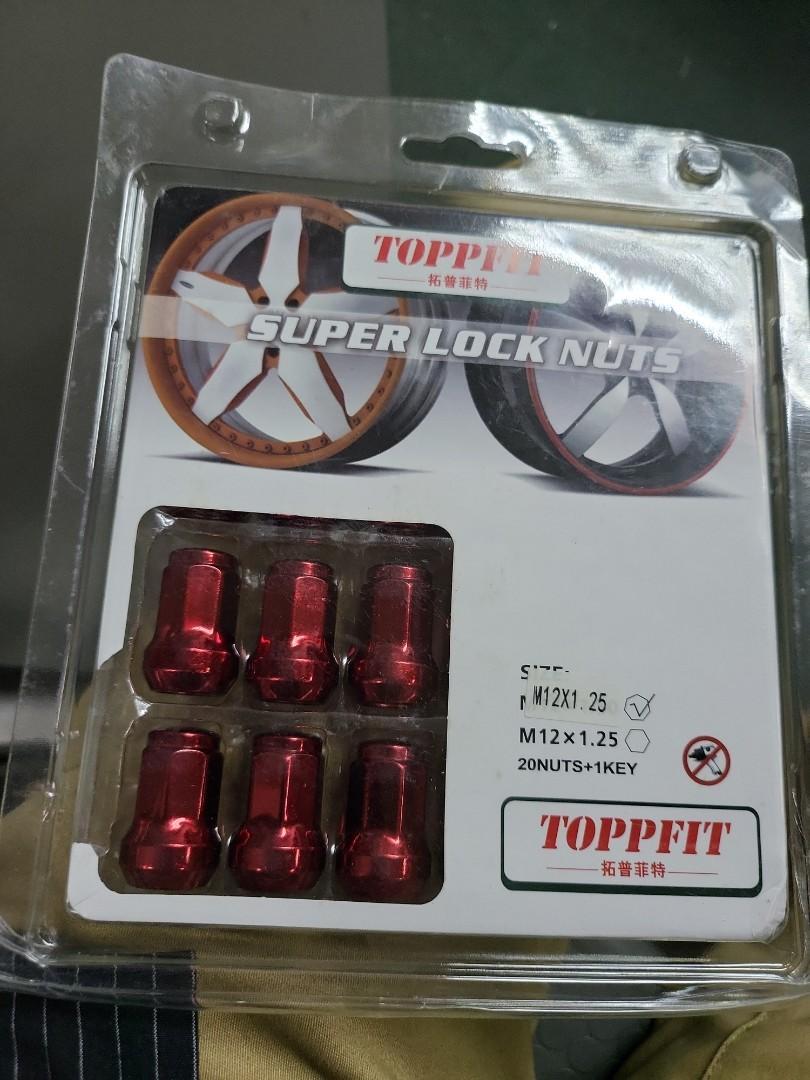 TOPPFIT
拓普菲特
SUPER LOCK NUTS
SIZE:
M12X1.25
M12×1.25
20NUTS+1KEY
TOPPFIT
拓普菲特